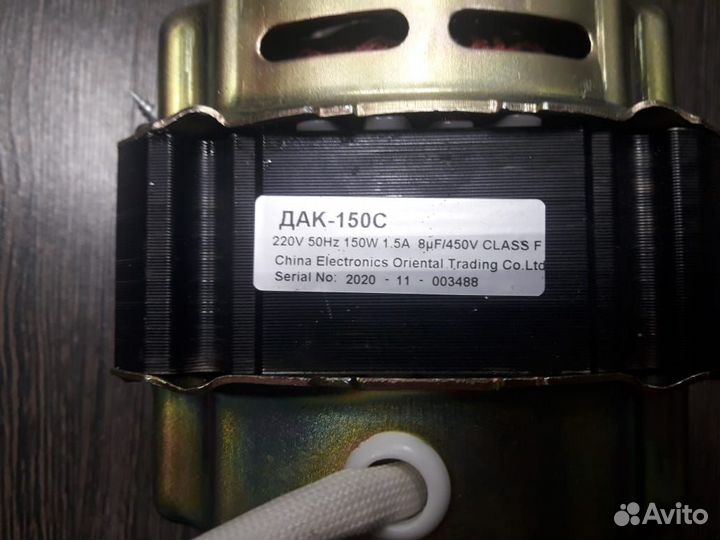 ДАК-150С
220V 50Hz 150W 1.5A 8µF/450V CLASS F
China Electronics Oriental Trading Co.Ltd
Serial No: 2020 - 11 - 003488
Avito